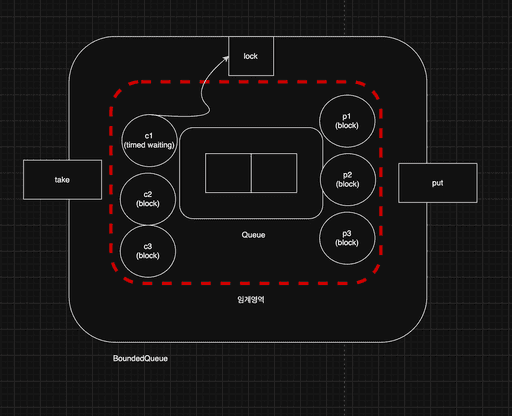 lock
c1
(timed waiting)
p1
(block)
take
c2
(block)
p2
(block)
put
c3
(block)
Queue
p3
(block)
임계영역
BoundedQueue